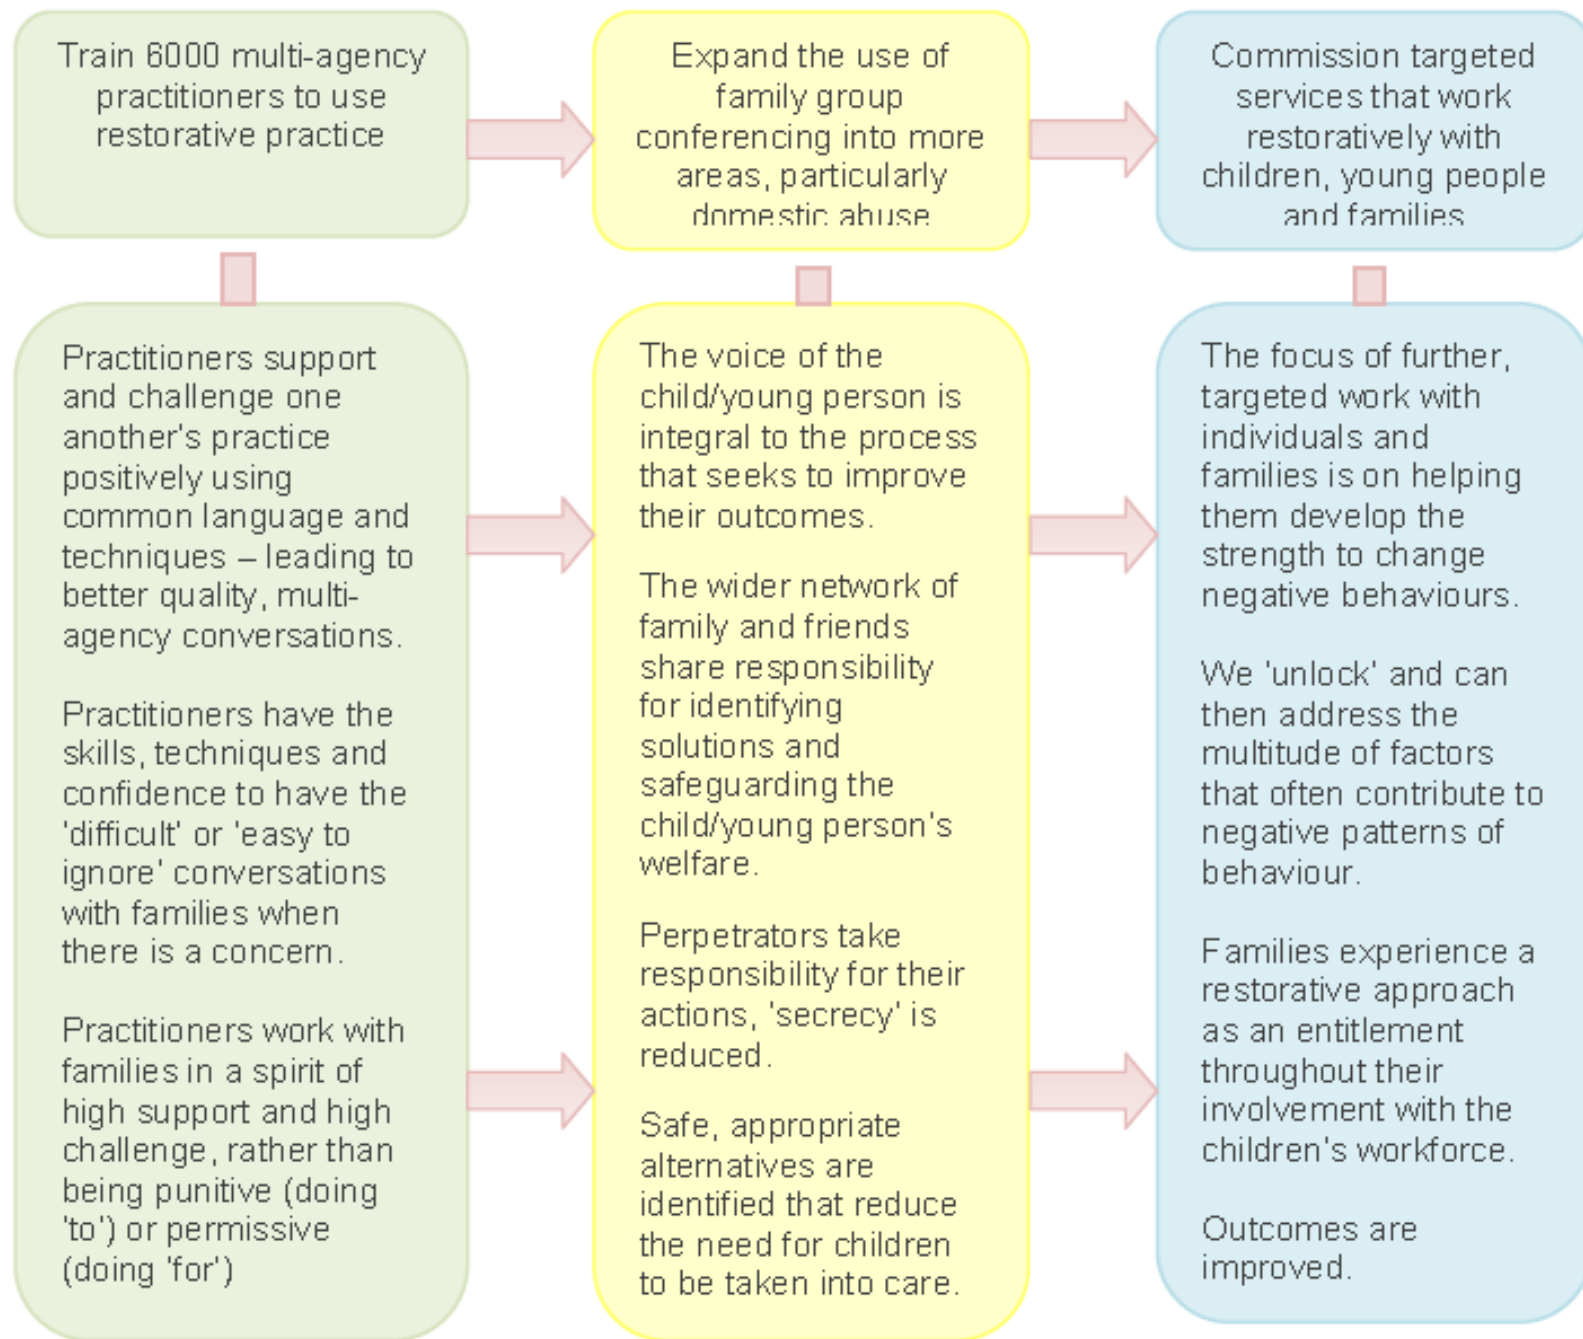 Train 6000 multi-agency
practitioners to use
restorative practice
Expand the use of
family group
conferencing into more
areas, particularly
domestic abuse
Commission targeted
services that work
restoratively with
children, young people
and families
Practitioners support
and challenge one
another's practice
positively using
common language and
techniques – leading to
better quality, multi-
agency conversations.
Practitioners have the
skills, techniques and
confidence to have the
'difficult' or 'easy to
ignore' conversations
with families when
there is a concern.
Practitioners work with
families in a spirit of
high support and high
challenge, rather than
being punitive (doing
'to') or permissive
(doing 'for')
The voice of the
child/young person is
integral to the process
that seeks to improve
their outcomes.
The wider network of
family and friends
share responsibility
for identifying
solutions and
safeguarding the
child/young person's
welfare.
Perpetrators take
responsibility for their
actions, 'secrecy' is
reduced.
Safe, appropriate
alternatives are
identified that reduce
the need for children
to be taken into care.
The focus of further,
targeted work with
individuals and
families is on helping
them develop the
strength to change
negative behaviours.
We 'unlock' and can
then address the
multitude of factors
that often contribute to
negative patterns of
behaviour.
Families experience a
restorative approach
as an entitlement
throughout their
involvement with the
children's workforce.
Outcomes are
improved.